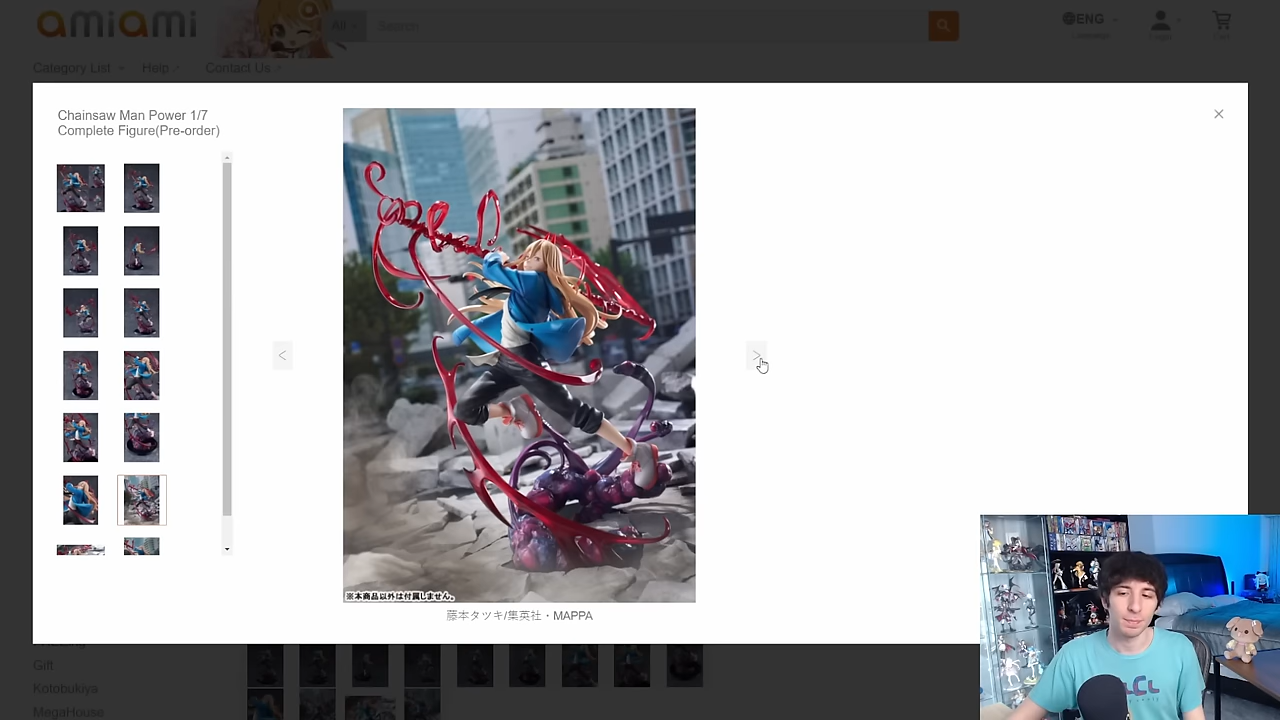 amiami
All
Search
ENG
Category List
Help
Contact Us
Chainsaw Man Power 1/7
Complete Figure(Pre-order)
※本商品以外は付属しません。
藤本タツキ/集英社・MAPPA
Gift
Kotobukiya
MegaHouse